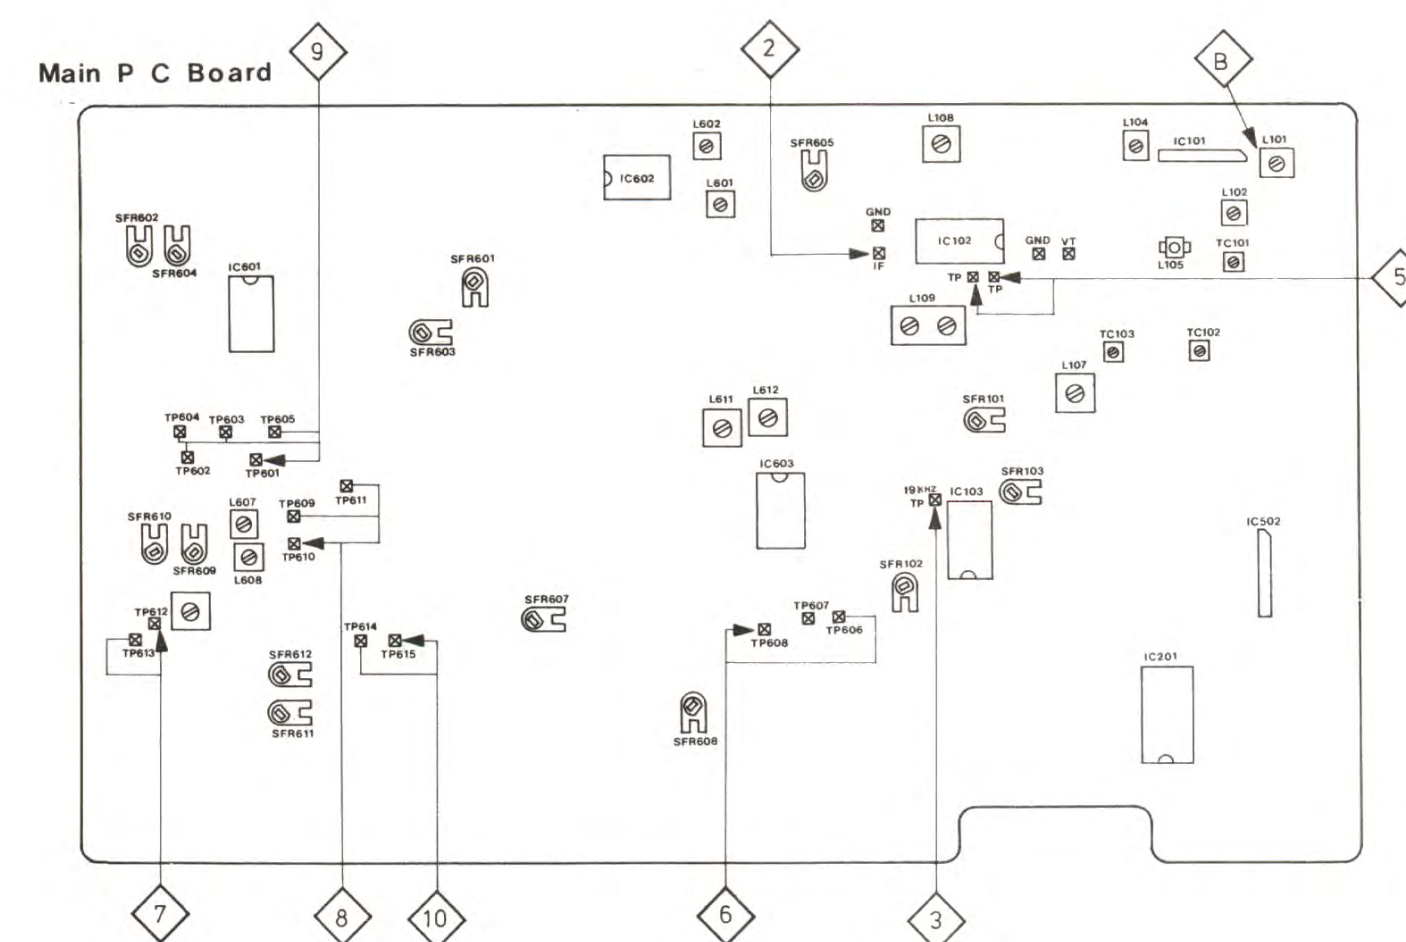 9
2
B
Main P C Board
L602
SFR605
L108
L104
IC101
L101
IC602
L601
L102
SFR602
SFR604
GND
IF
IC102
GND
VT
L105
TC101
IC601
SFR601
TP
TP
5
L109
SFR603
TC103
TC102
L107
L611
L612
SFR101
TP604
TP603
TP605
TP602
TP601
IC603
SFR103
TP611
19KHZ
TP
IC103
L607
TP609
SFR610
IC502
TP610
SFR609
L608
SFR102
SFR607
TP607
TP606
TP612
TP613
TP614
TP615
TP608
SFR612
IC201
SFR611
SFR608
7
8
10
6
3